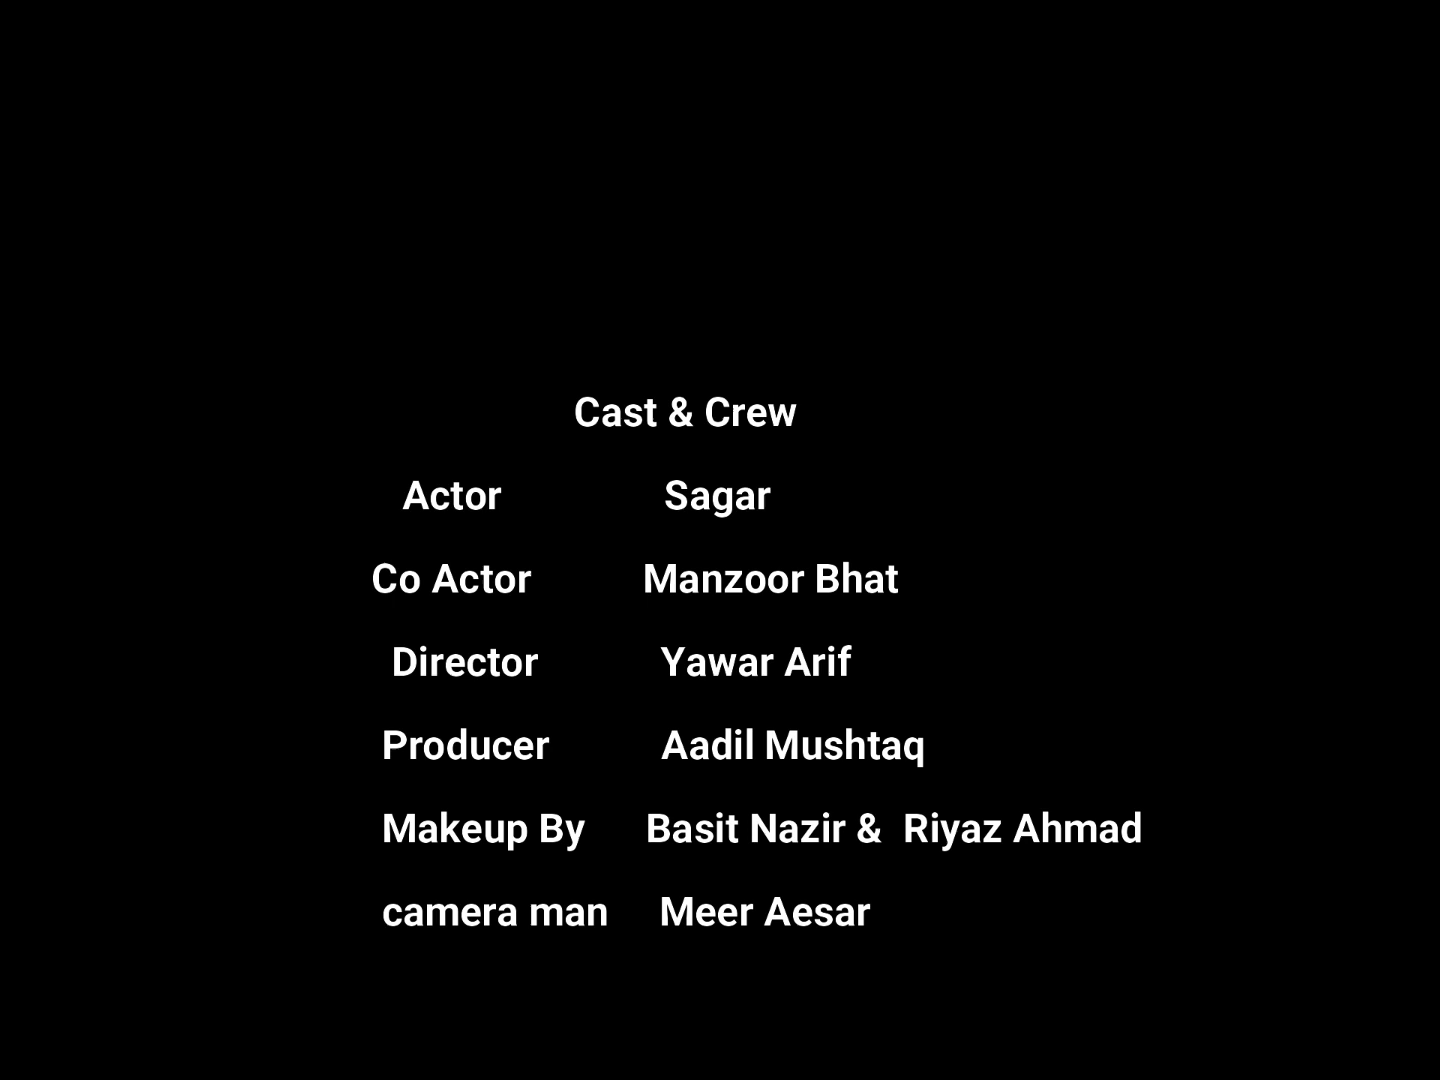 Cast & Crew
Actor Sagar
Co Actor Manzoor Bhat
Director Yawar Arif
Producer Aadil Mushtaq
Makeup By Basit Nazir & Riyaz Ahmad
camera man Meer Aesar